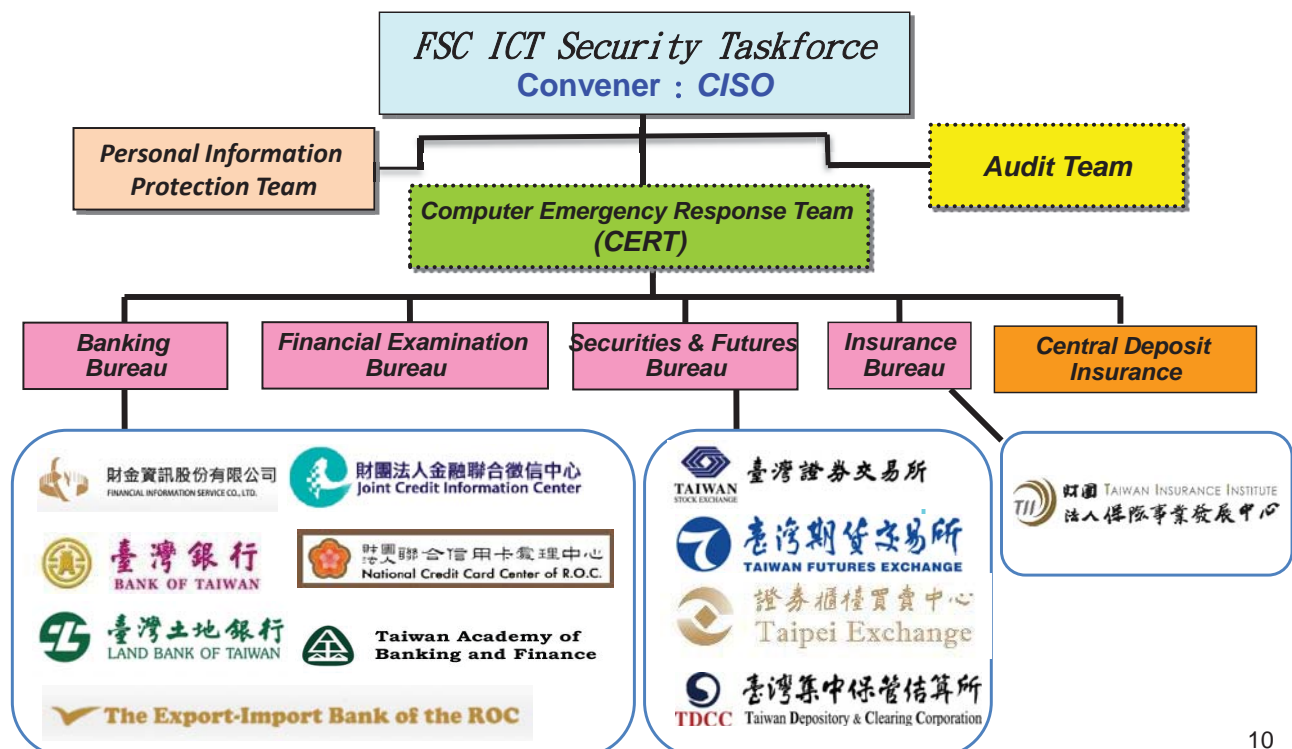 FSC ICT Security Taskforce
Convener : CISO
Personal Information
Protection Team
Audit Team
Computer Emergency Response Team
(CERT)
Banking
Bureau
Financial Examination
Bureau
Securities & Futures
Bureau
Insurance
Bureau
Central Deposit
Insurance
財金資訊股份有限公司
FINANCIAL INFORMATION SERVICE CO., LTD.
財團法人金融聯合徵信中心
Joint Credit Information Center
臺灣銀行
BANK OF TAIWAN
財團法人聯合信用卡處理中心
National Credit Card Center of R.O.C.
臺灣土地銀行
LAND BANK OF TAIWAN
Taiwan Academy of
Banking and Finance
The Export-Import Bank of the ROC
TAIWAN
STOCK EXCHANGE
臺灣證券交易所
臺灣期貨交易所
TAIWAN FUTURES EXCHANGE
證券櫃檯買賣中心
Taipei Exchange
TDCC
臺灣集中保管結算所
Taiwan Depository & Clearing Corporation
TII
財團 TAIWAN INSURANCE INSTITUTE
法人保險事業發展中心
10